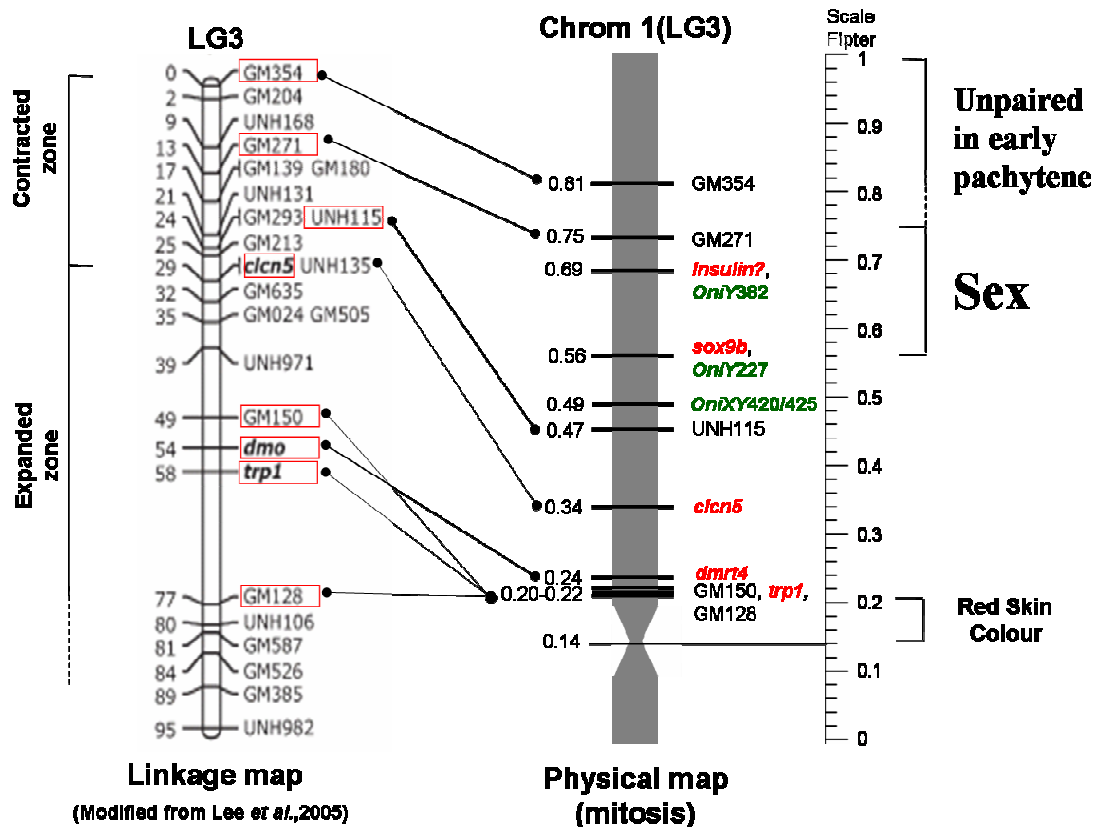 LG3
Chrom 1(LG3)
Scale
Flpter
Contracted
zone
Expanded
zone
0 GM354
2 GM204
9 UNH168
13 GM271
17 GM139 GM180
21 UNH131
24 GM293 UNH115
25 GM213
29 clcn5 UNH135
32 GM635
35 GM024 GM505
39 UNH971
49 GM150
54 dmo
58 trp1
77 GM128
80 UNH106
81 GM587
84 GM526
89 GM385
95 UNH982
0.81 GM354
0.75 GM271
0.69 Insulin?,
OniY382
0.56 sox9b,
OniY227
0.49 OniXY420/425
0.47 UNH115
0.34 clcn5
0.24 dmrt4
0.20-0.22 GM150, trp1,
GM128
0.14
1
0.9
0.8
0.7
0.6
0.5
0.4
0.3
0.2
0.1
0
Unpaired
in early
pachytene
Sex
Red Skin
Colour
Linkage map
(Modified from Lee et al.,2005)
Physical map
(mitosis)